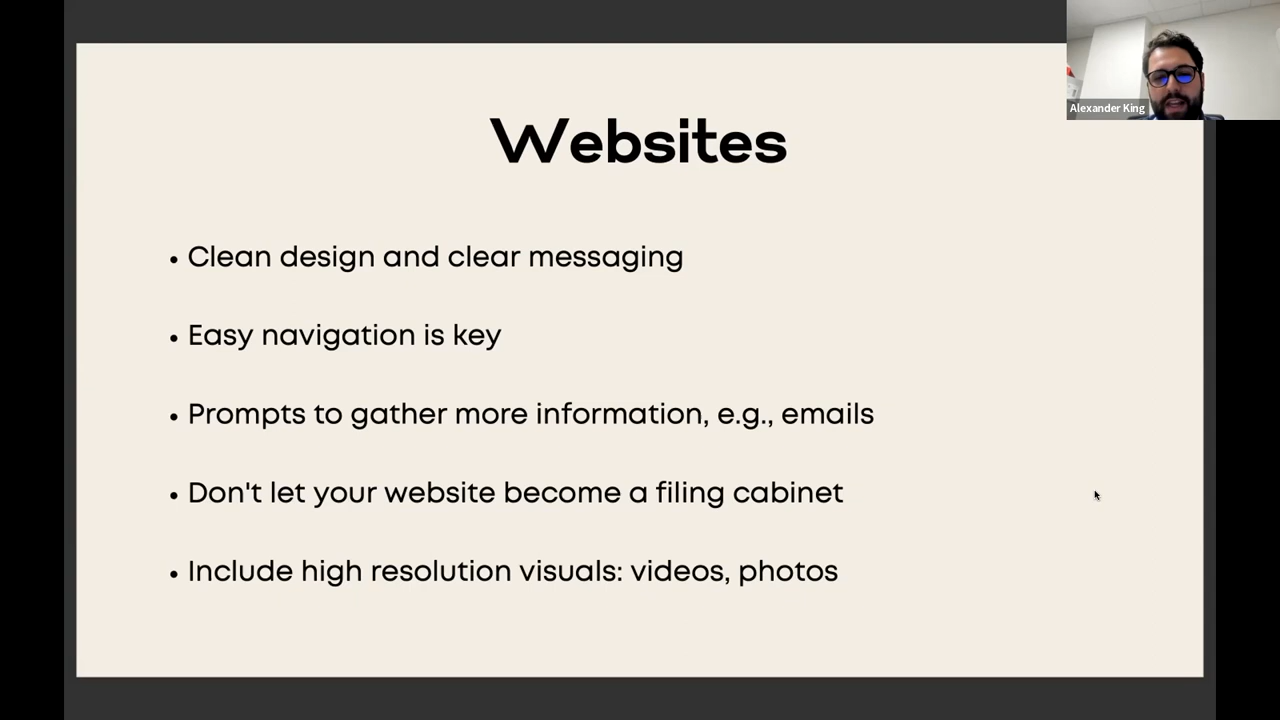 Alexander King
Websites
• Clean design and clear messaging
• Easy navigation is key
• Prompts to gather more information, e.g., emails
• Don't let your website become a filing cabinet
• Include high resolution visuals: videos, photos